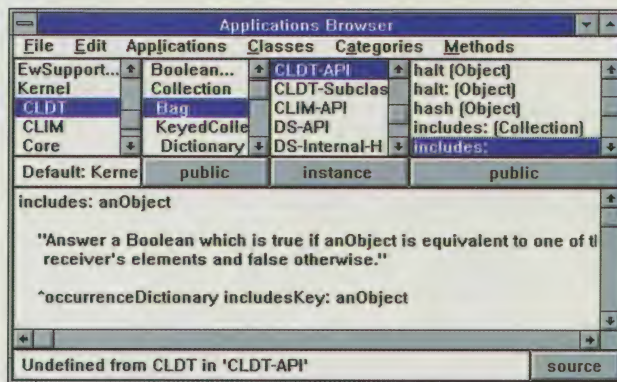 Applications Browser
File Edit Applications Classes Categories Methods
EwSupport...
Kernel
CLDT
CLIM
Core
Boolean...
Collection
Bag
KeyedColle
Dictionary
CLDT-API
CLDT-Subclas
CLIM-API
DS-API
DS-Internal-H
halt (Object)
halt: (Object)
hash (Object)
includes: (Collection)
includes:
Default: Kerne public instance public
includes: anObject
"Answer a Boolean which is true if anObject is equivalent to one of tl
receiver's elements and false otherwise."
^occurrenceDictionary includesKey: anObject
Undefined from CLDT in 'CLDT-API' source